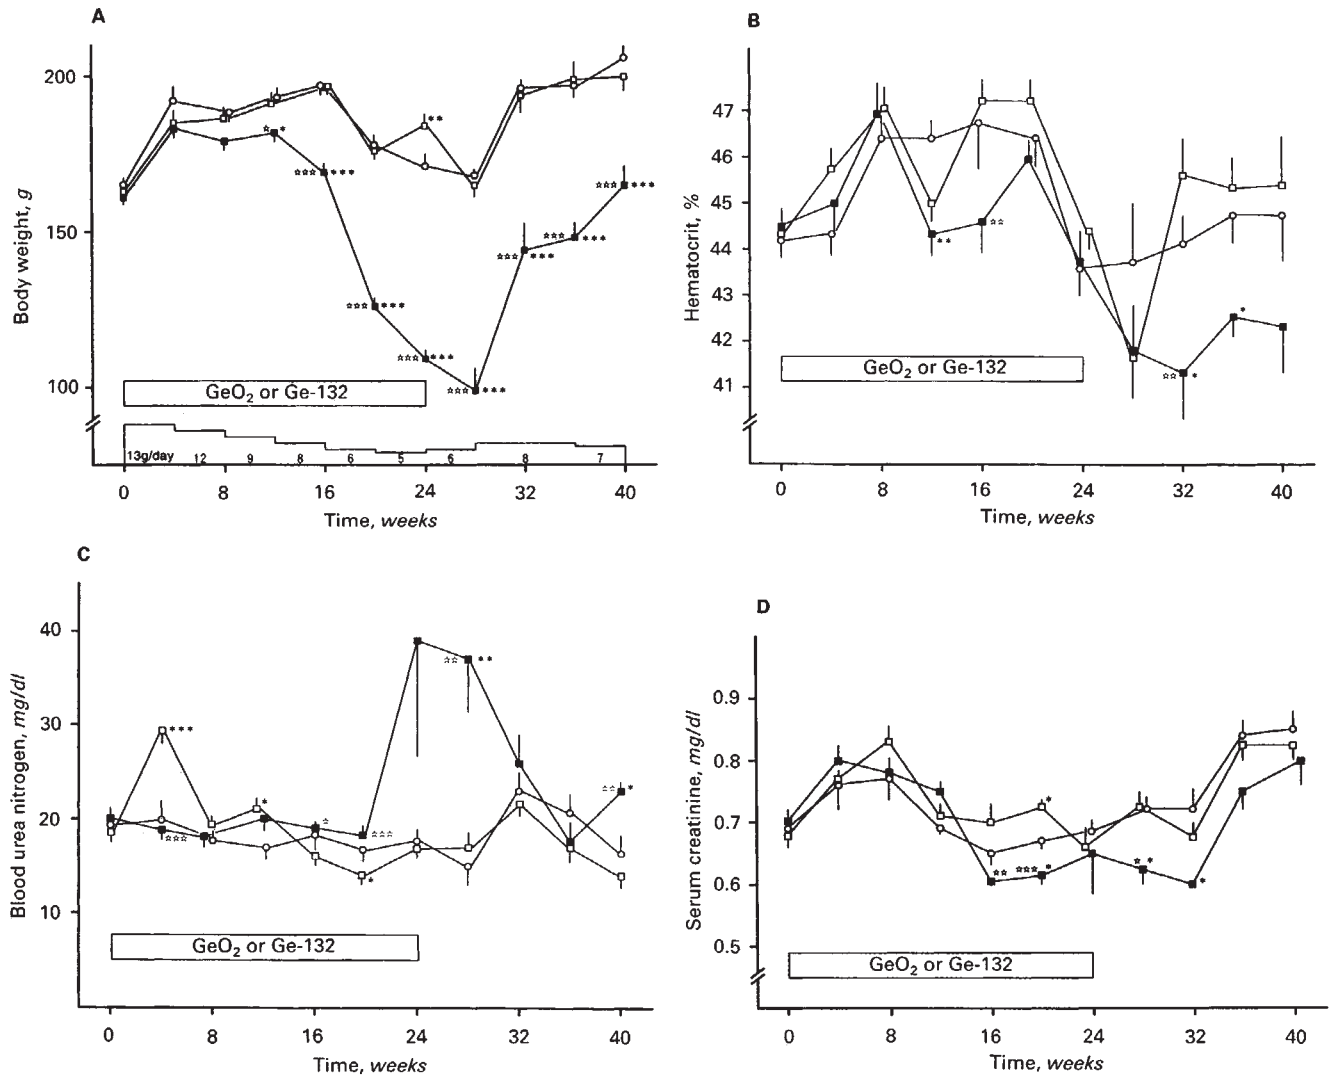 A
200
150
100
Body weight, g
☆ *
☆☆☆ ***
☆☆☆ ***
☆☆☆ ***
☆☆☆ ***
**
☆☆☆ ***
☆☆☆ ***
☆☆☆ ***
GeO₂ or Ge-132
13g/day 12 9 8 6 5 6 8 7
0 8 16 24 32 40
Time, weeks
B
47
46
45
44
43
42
41
Hematocrit, %
**
☆☆
☆☆ *
*
GeO₂ or Ge-132
0 8 16 24 32 40
Time, weeks
C
40
30
20
10
Blood urea nitrogen, mg/dl
***
☆☆☆
*
☆
☆☆☆
*
☆☆ **
☆☆ *
GeO₂ or Ge-132
0 8 16 24 32 40
Time, weeks
D
0.9
0.8
0.7
0.6
0.5
Serum creatinine, mg/dl
☆☆
*
☆☆☆ *
☆ *
*
GeO₂ or Ge-132
0 8 16 24 32 40
Time, weeks